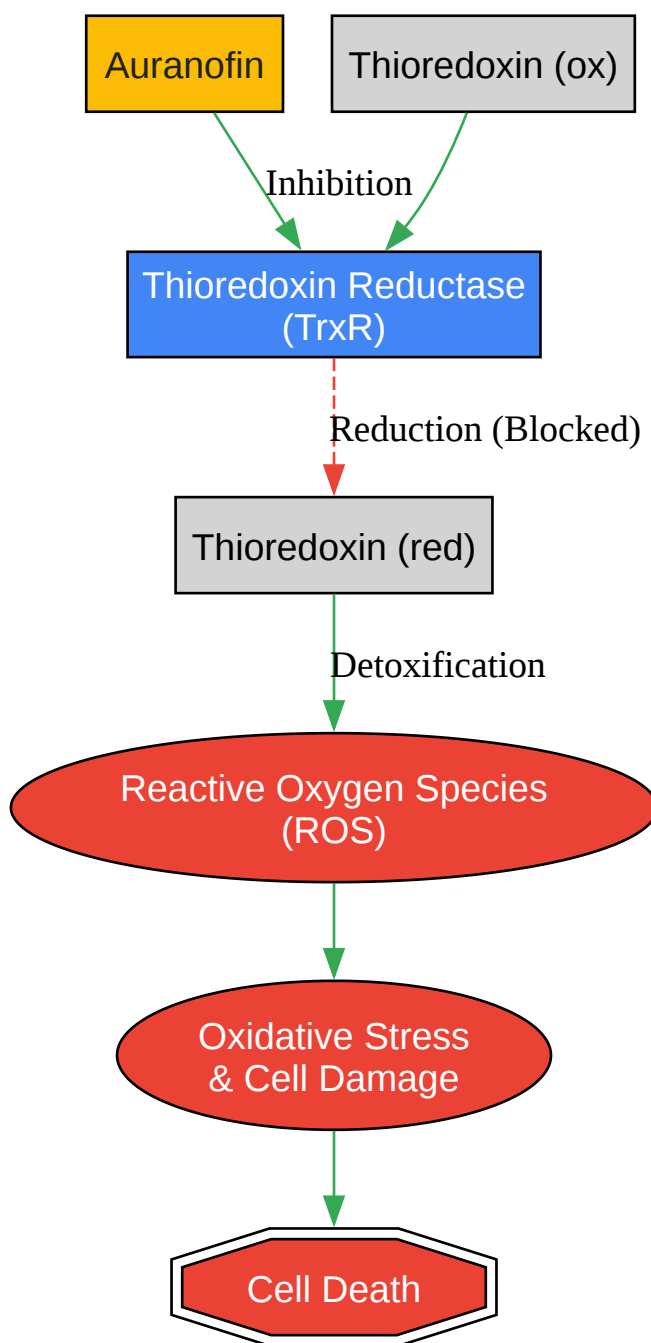 Auranofin
Thioredoxin (ox)
Inhibition
Thioredoxin Reductase
(TrxR)
Reduction (Blocked)
Thioredoxin (red)
Detoxification
Reactive Oxygen Species
(ROS)
Oxidative Stress
& Cell Damage
Cell Death